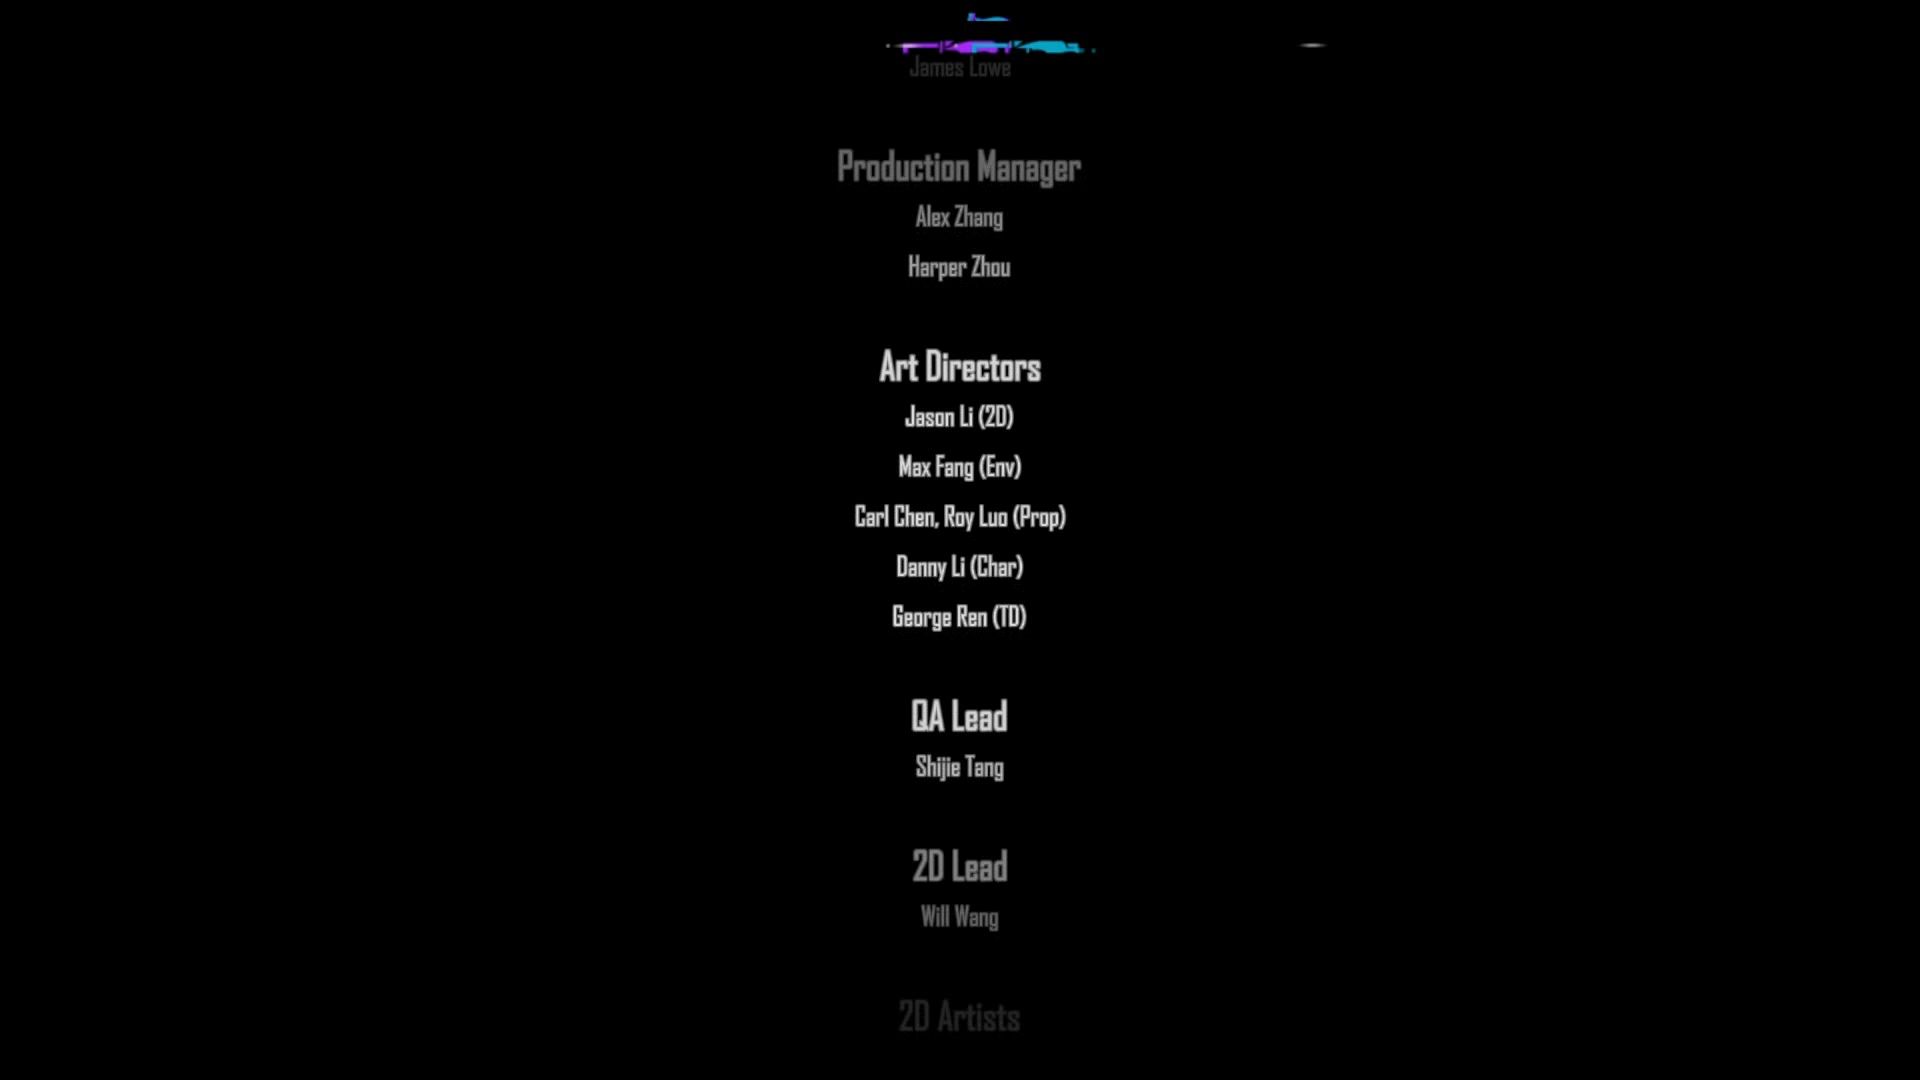 James Lowe
Production Manager
Alex Zhang
Harper Zhou
Art Directors
Jason Li (2D)
Max Fang (Env)
Carl Chen, Roy Luo (Prop)
Danny Li (Char)
George Ren (TD)
QA Lead
Shijie Tang
2D Lead
Will Wang
2D Artists